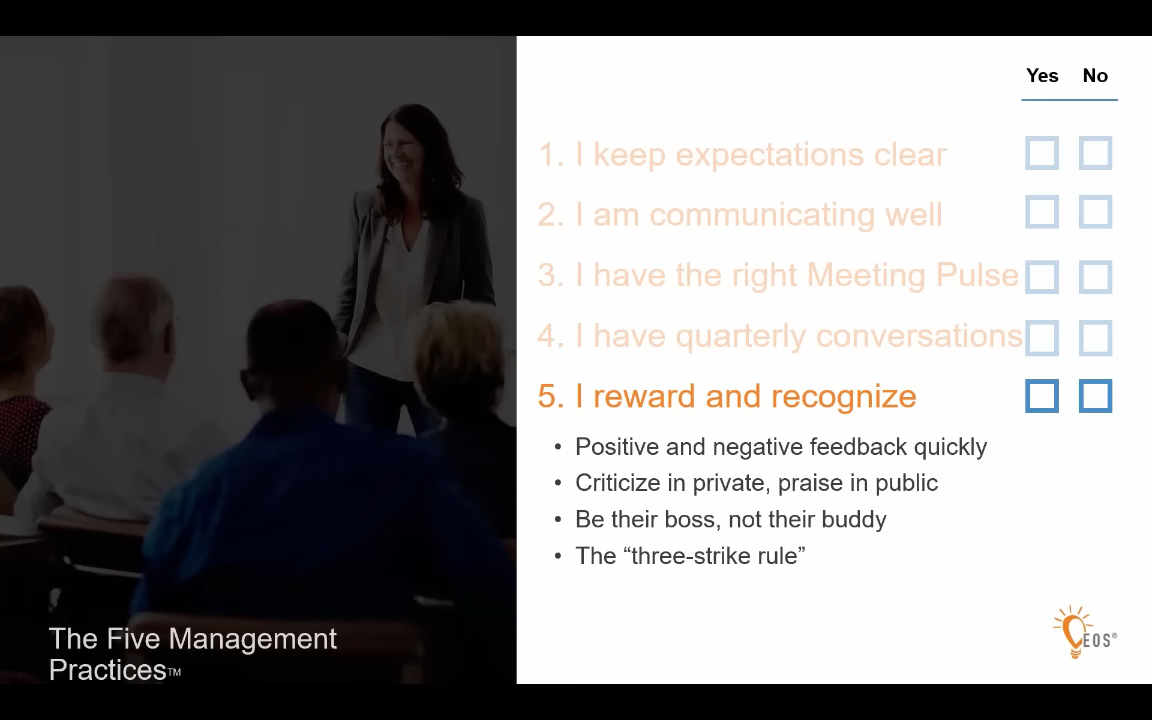 Yes No
1. I keep expectations clear
2. I am communicating well
3. I have the right Meeting Pulse
4. I have quarterly conversations
5. I reward and recognize
• Positive and negative feedback quickly
• Criticize in private, praise in public
• Be their boss, not their buddy
• The “three-strike rule”
The Five Management
Practices™
EOS®